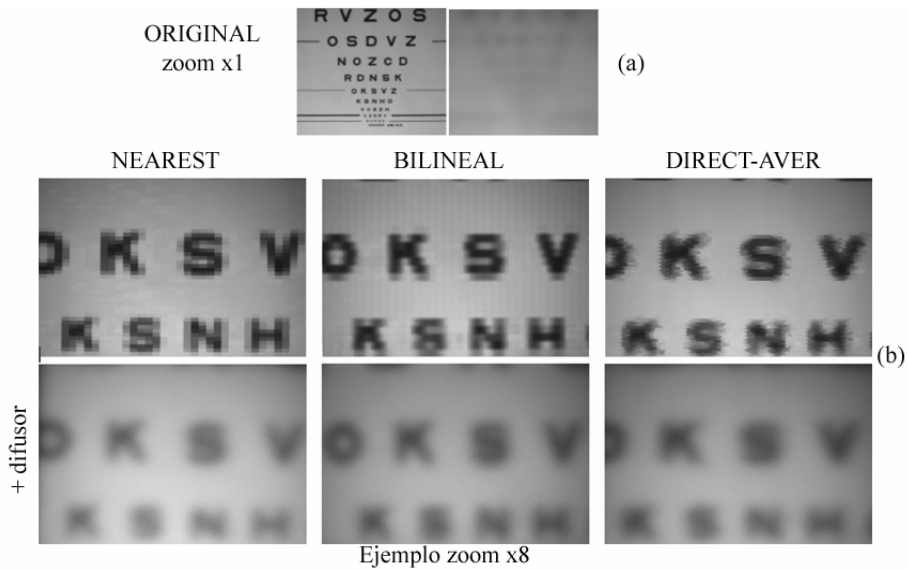 ORIGINAL
zoom x1
R V Z O S
O S D V Z
N O Z C D
R D N S K
O K S V Z
K S N H O
(a)
NEAREST
BILINEAL
DIRECT-AVER
O K S V
K S N H
O K S V
K S N H
O K S V
K S N H
(b)
+ difusor
O K S V
K S N H
O K S V
K S N H
O K S V
K S N H
Ejemplo zoom x8